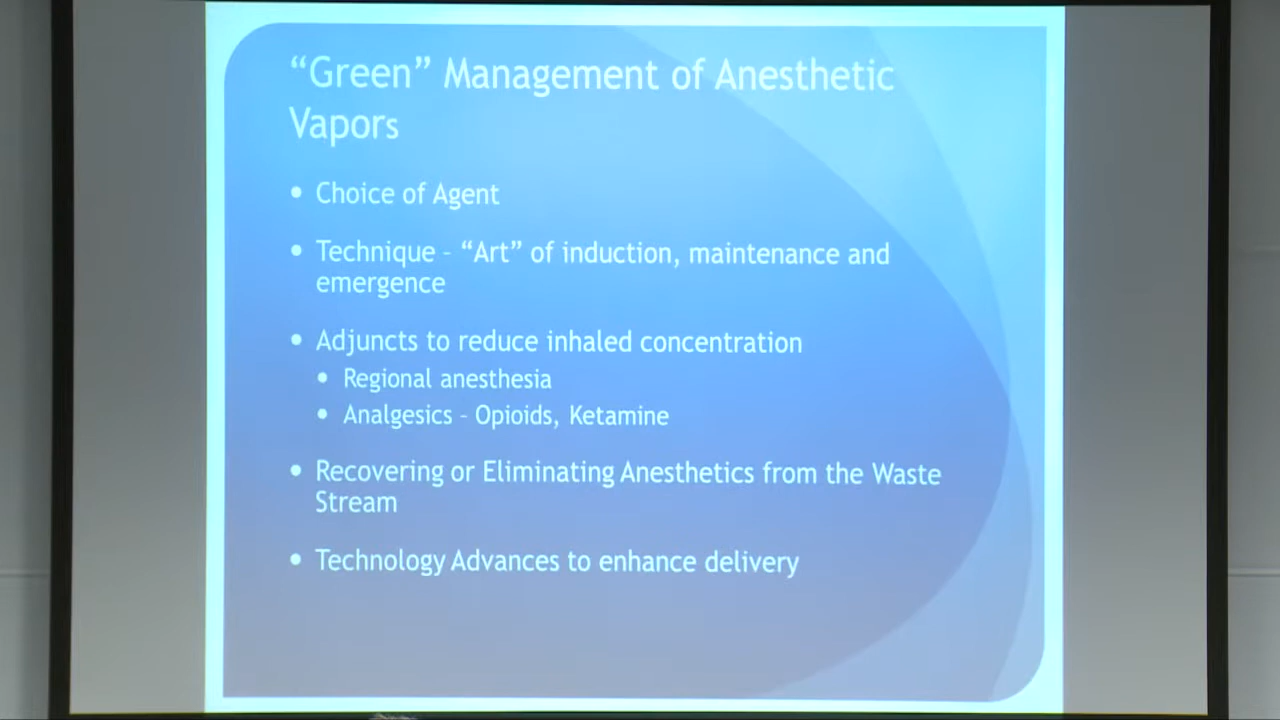 “Green” Management of Anesthetic
Vapors
• Choice of Agent
• Technique – “Art” of induction, maintenance and
emergence
• Adjuncts to reduce inhaled concentration
• Regional anesthesia
• Analgesics – Opioids, Ketamine
• Recovering or Eliminating Anesthetics from the Waste
Stream
• Technology Advances to enhance delivery